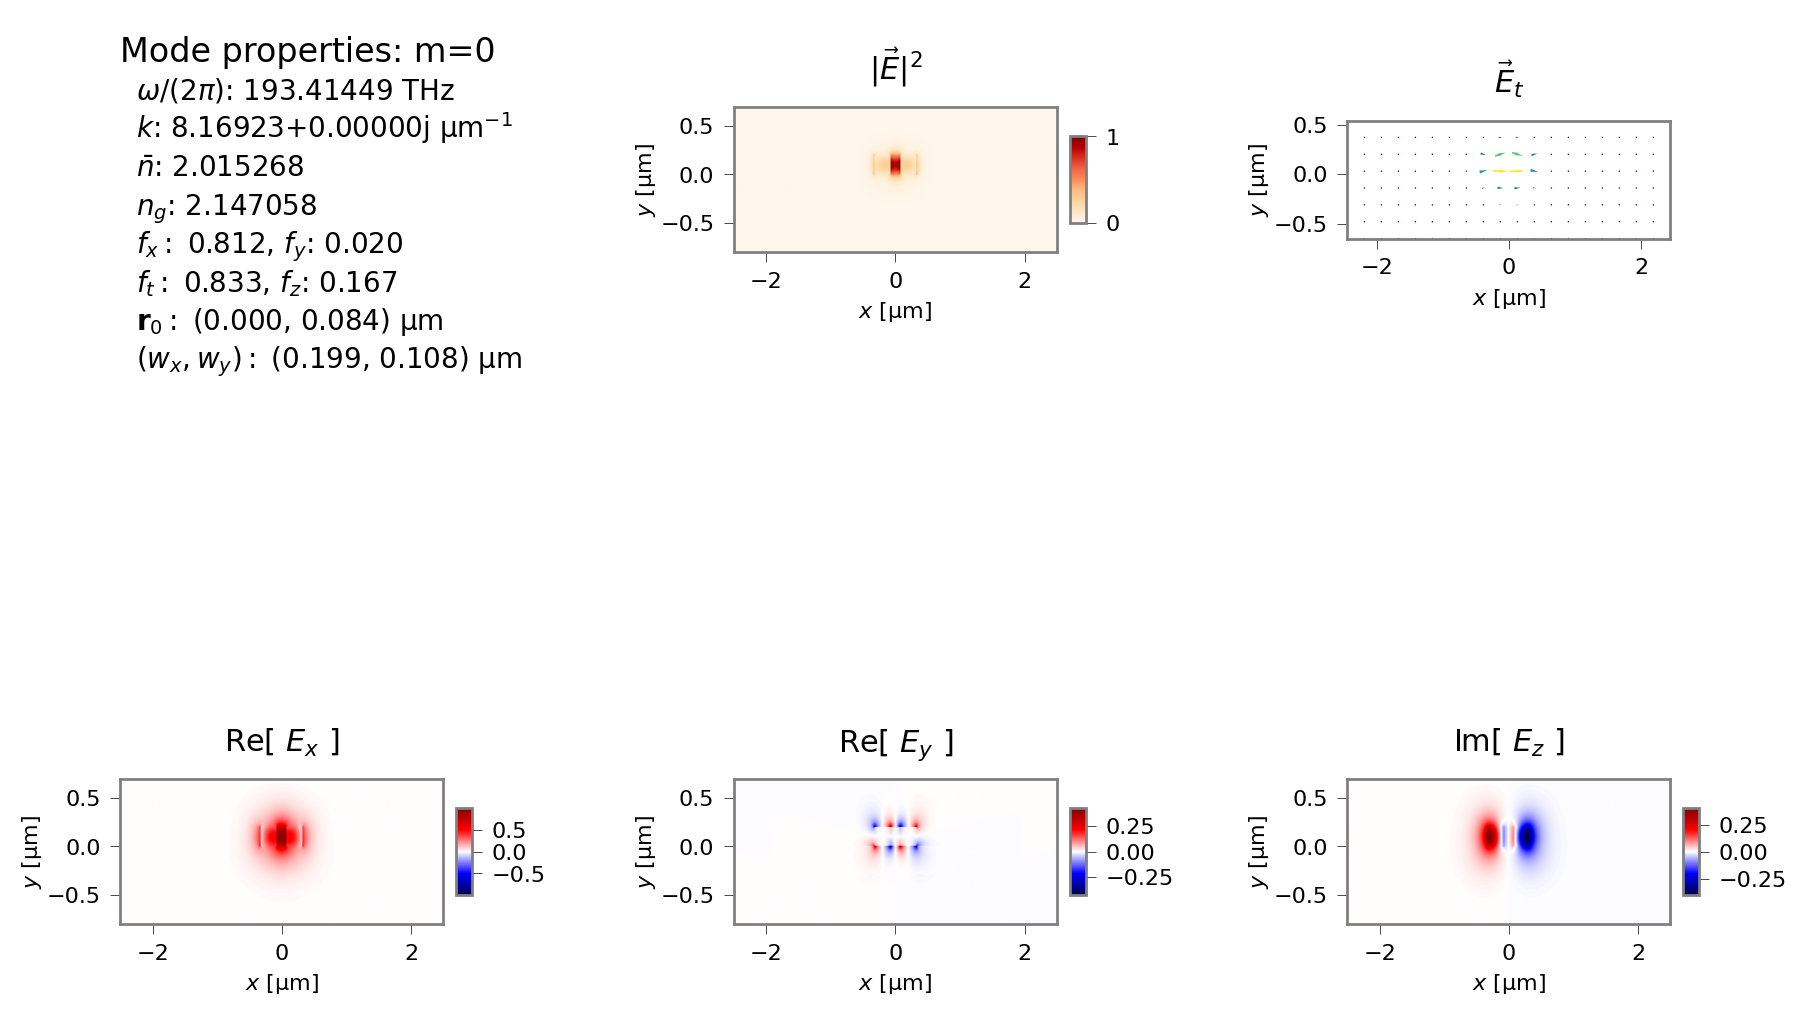 Mode properties: m=0
ω/(2π): 193.41449 THz
k: 8.16923+0.00000j μm⁻¹
n̄: 2.015268
n_g: 2.147058
f_x : 0.812, f_y: 0.020
f_t : 0.833, f_z: 0.167
r₀ : (0.000, 0.084) μm
(w_x, w_y) : (0.199, 0.108) μm
|E⃗|²
0.5
0.0
−0.5
y [μm]
−2 0 2
x [μm]
1
0
E⃗_t
0.5
0.0
−0.5
y [μm]
−2 0 2
x [μm]
Re[ E_x ]
0.5
0.0
−0.5
y [μm]
−2 0 2
x [μm]
0.5
0.0
−0.5
Re[ E_y ]
0.5
0.0
−0.5
y [μm]
−2 0 2
x [μm]
0.25
0.00
−0.25
Im[ E_z ]
0.5
0.0
−0.5
y [μm]
−2 0 2
x [μm]
0.25
0.00
−0.25